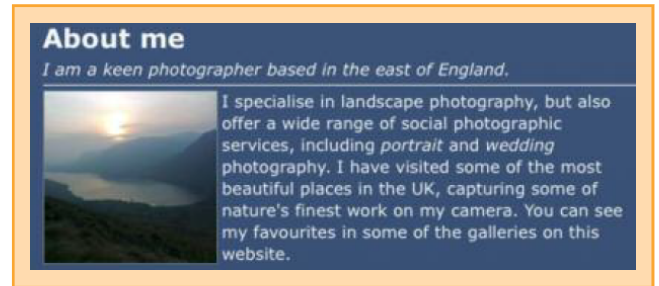 About me
I am a keen photographer based in the east of England.
I specialise in landscape photography, but also
offer a wide range of social photographic
services, including portrait and wedding
photography. I have visited some of the most
beautiful places in the UK, capturing some of
nature's finest work on my camera. You can see
my favourites in some of the galleries on this
website.